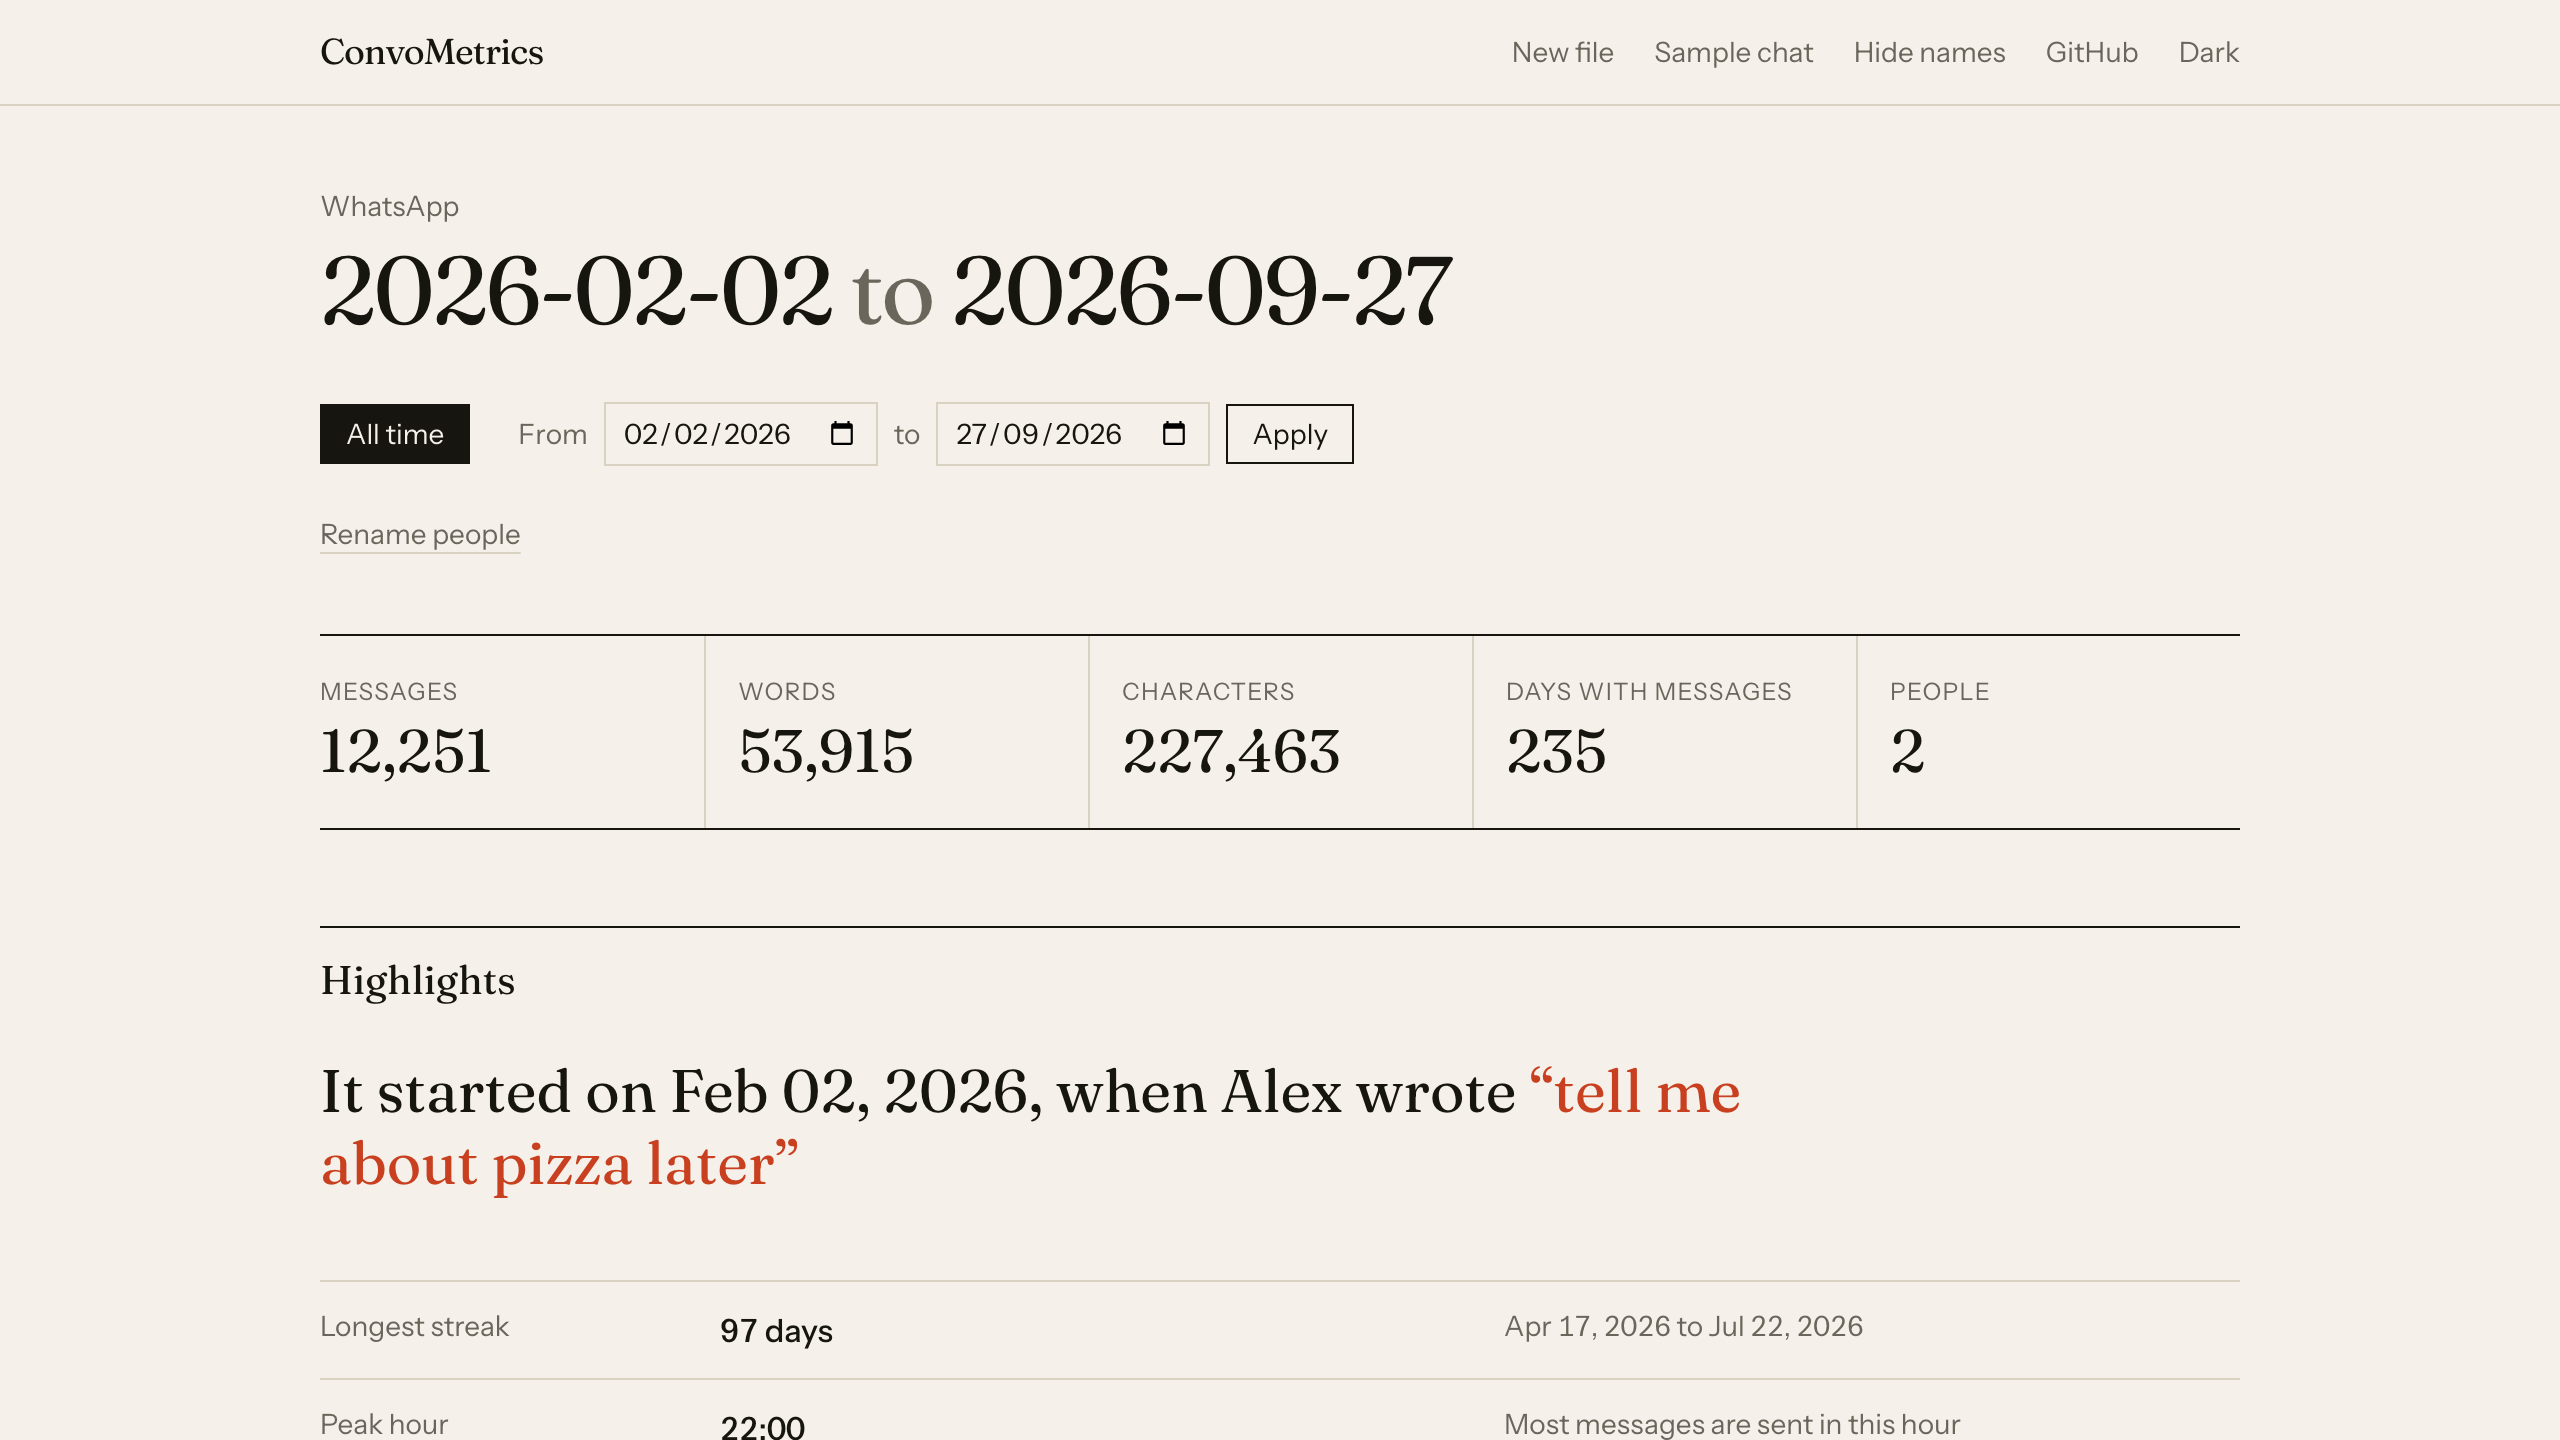 ConvoMetrics
New file Sample chat Hide names GitHub Dark
WhatsApp
2026-02-02 to 2026-09-27
All time From 02/02/2026 to 27/09/2026 Apply
Rename people
MESSAGES WORDS CHARACTERS DAYS WITH MESSAGES PEOPLE
12,251 53,915 227,463 235 2
Highlights
It started on Feb 02, 2026, when Alex wrote “tell me
about pizza later”
Longest streak 97 days Apr 17, 2026 to Jul 22, 2026
Peak hour 22:00 Most messages are sent in this hour